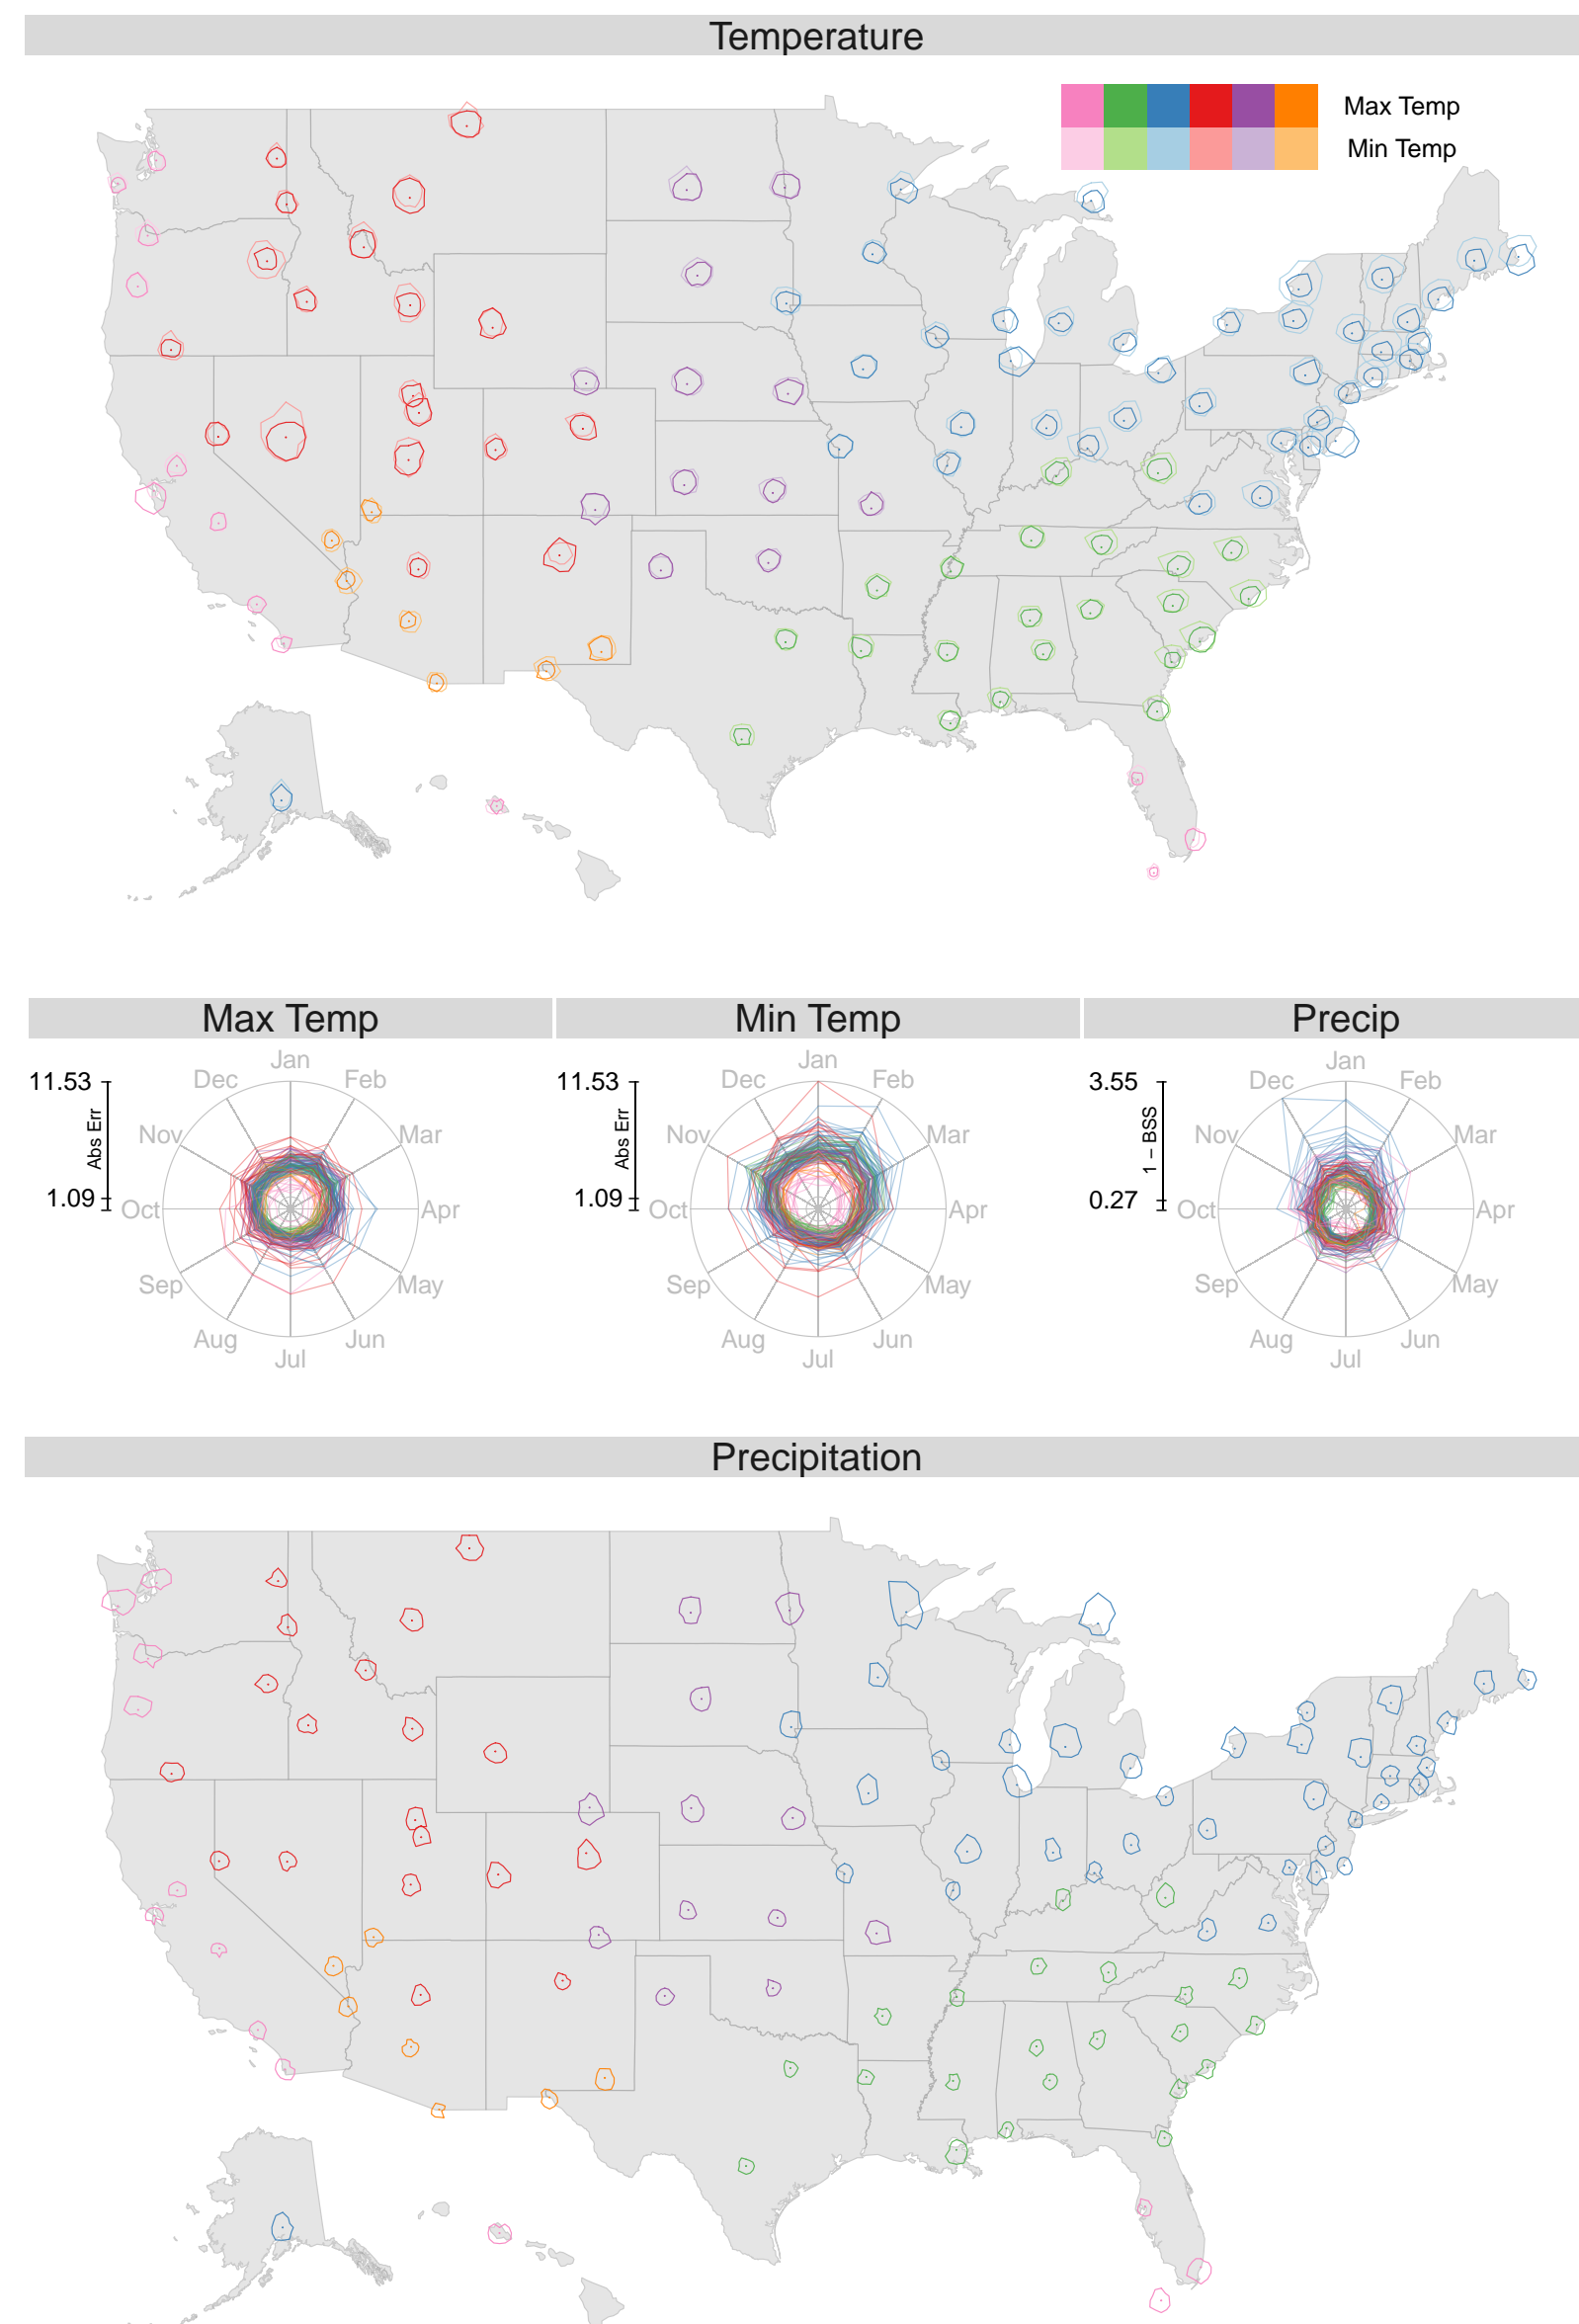 Temperature
Max Temp
Min Temp
Max Temp
Min Temp
Precip
11.53
Abs Err
1.09
Jan
Feb
Mar
Apr
May
Jun
Jul
Aug
Sep
Oct
Nov
Dec
11.53
Abs Err
1.09
Jan
Feb
Mar
Apr
May
Jun
Jul
Aug
Sep
Oct
Nov
Dec
3.55
1 − BSS
0.27
Jan
Feb
Mar
Apr
May
Jun
Jul
Aug
Sep
Oct
Nov
Dec
Precipitation